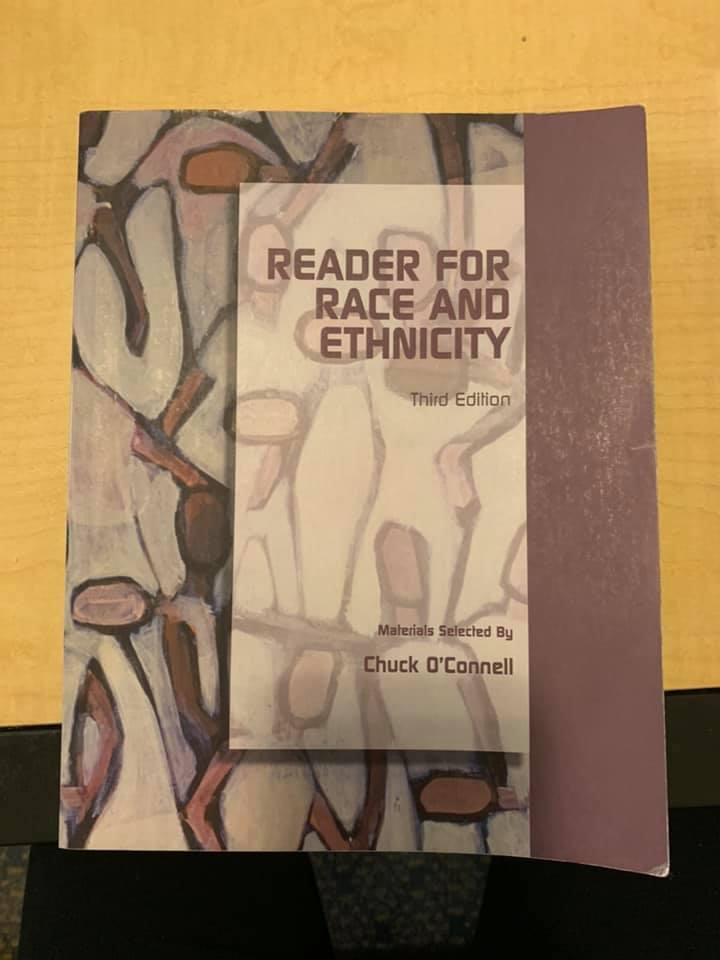 READER FOR
RACE AND
ETHNICITY
Third Edition
Materials Selected By
Chuck O'Connell